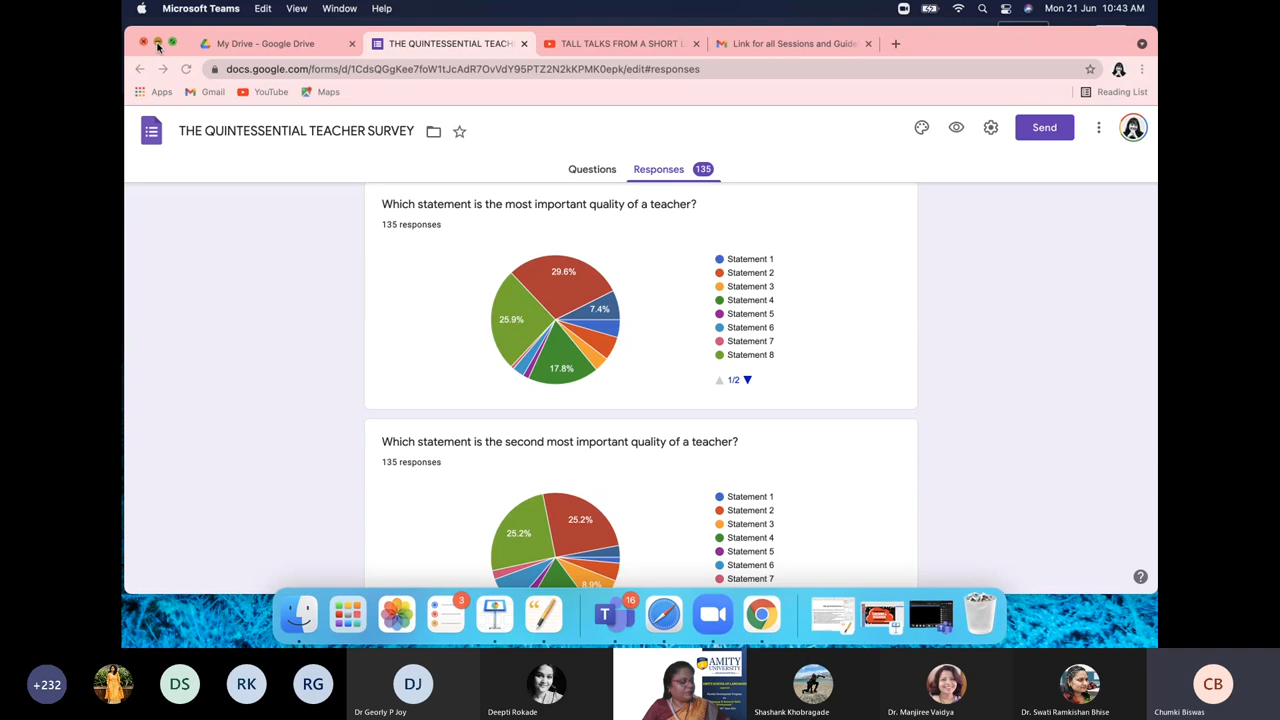 Microsoft Teams Edit View Window Help
52 Mon 21 Jun 10:43 AM
My Drive - Google Drive
THE QUINTESSENTIAL TEACH
TALL TALKS FROM A SHORT L
Link for all Sessions and Guide
docs.google.com/forms/d/1CdsQGgKee7foW1tJcAdR7OvVdY95PTZ2N2kKPMK0epk/edit#responses
Apps Gmail YouTube Maps Reading List
THE QUINTESSENTIAL TEACHER SURVEY
Send
Questions Responses 135
Which statement is the most important quality of a teacher?
135 responses
29.6%
7.4%
25.9%
17.8%
Statement 1
Statement 2
Statement 3
Statement 4
Statement 5
Statement 6
Statement 7
Statement 8
1/2
Which statement is the second most important quality of a teacher?
135 responses
25.2%
25.2%
8.9%
Statement 1
Statement 2
Statement 3
Statement 4
Statement 5
Statement 6
Statement 7
3
16
+232
DS
RK
RG
DJ
Dr Georly P Joy
Deepti Rokade
AMITY
UNIVERSITY
Shashank Khobragade
Dr. Manjiree Vaidya
Dr. Swati Ramkishan Bhise
CB
Chumki Biswas